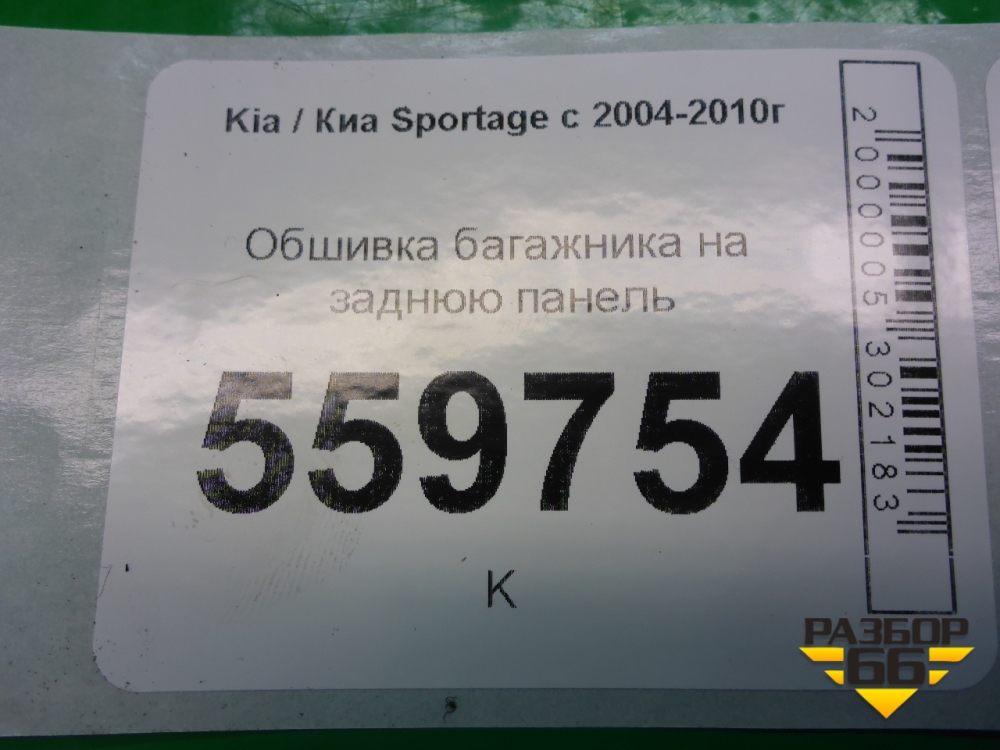 Kia / Киа Sportage с 2004-2010г
Обшивка багажника на
заднюю панель
559754
К
2000005302183
РАЗБОР
66